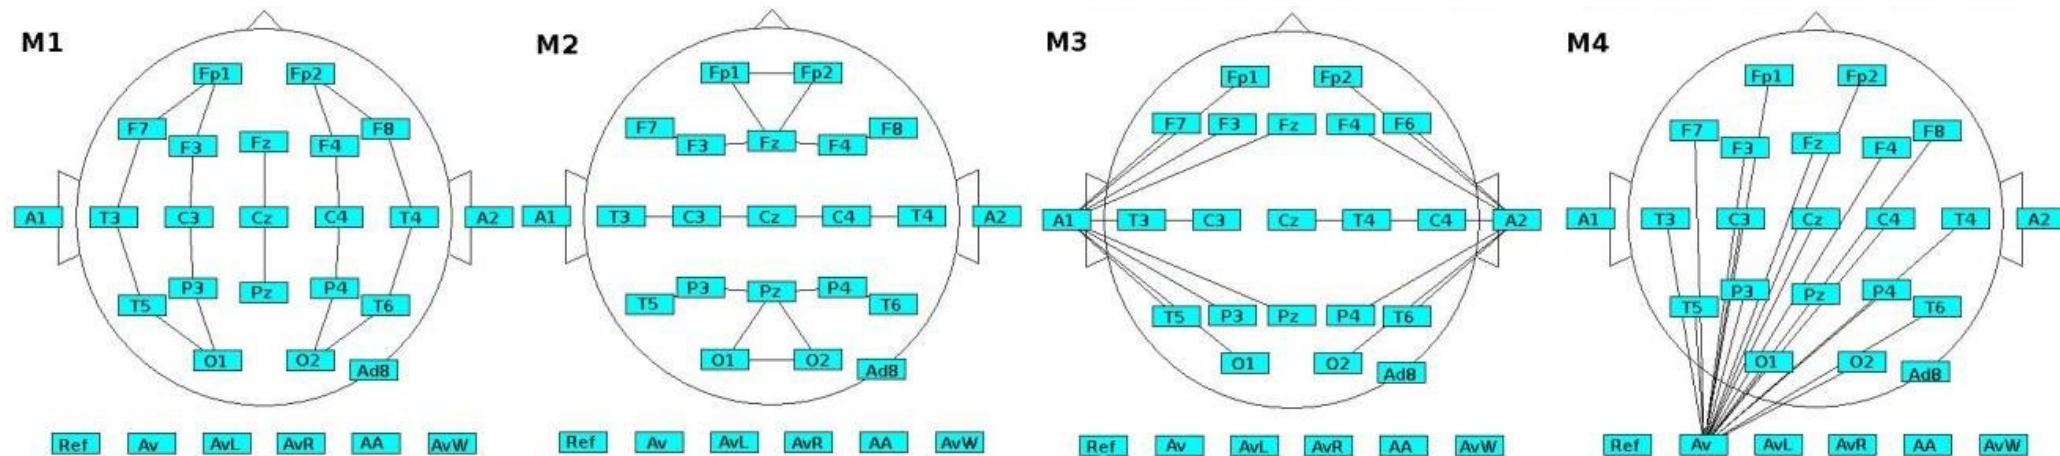 M1
Fp1 Fp2
F7 F3 Fz F4 F8
A1 T3 C3 Cz C4 T4 A2
T5 P3 Pz P4 T6
O1 O2 Ad8
Ref Av AvL AvR AA AvW
M2
Fp1 Fp2
F7 F3 Fz F4 F8
A1 T3 C3 Cz C4 T4 A2
T5 P3 Pz P4 T6
O1 O2 Ad8
Ref Av AvL AvR AA AvW
M3
Fp1 Fp2
F7 F3 Fz F4 F6
A1 T3 C3 Cz T4 C4 A2
T5 P3 Pz P4 T6
O1 O2 Ad8
Ref Av AvL AvR AA AvW
M4
Fp1 Fp2
F7 F3 Fz F4 F8
A1 T3 C3 Cz C4 T4 A2
T5 P3 Pz P4 T6
O1 O2 Ad8
Ref Av AvL AvR AA AvW